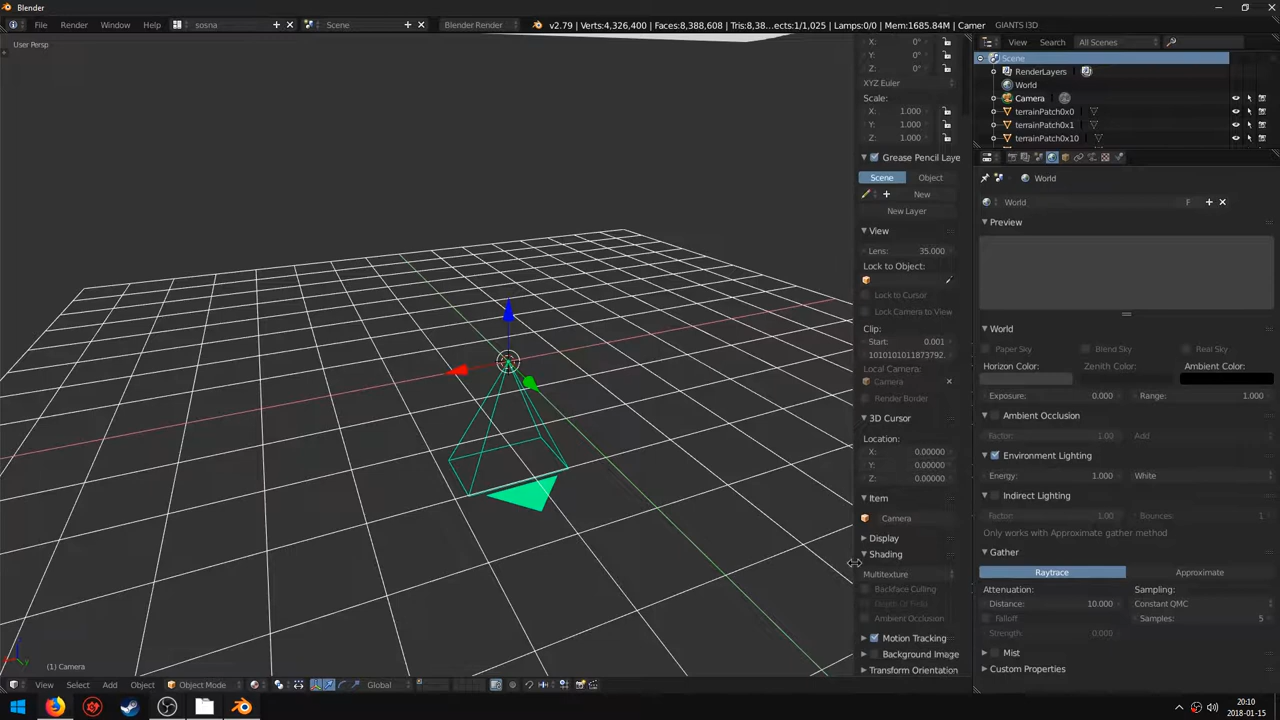 Blender
File Render Window Help sosna Scene Blender Render v2.79 | Verts:4,326,400 | Faces:8,388,608 | Tris:8,38...ects:1/1,025 | Lamps:0/0 | Mem:1685.84M | Camer GIANTS I3D
User Persp
X: 0°
Y: 0°
Z: 0°
XYZ Euler
Scale:
X: 1.000
Y: 1.000
Z: 1.000
Grease Pencil Laye
Scene Object
New
New Layer
View
Lens: 35.000
Lock to Object:
Lock to Cursor
Lock Camera to View
Clip:
Start: 0.001
1010101011873792.
Local Camera:
Camera
Render Border
3D Cursor
Location:
X: 0.00000
Y: 0.00000
Z: 0.00000
Item
Camera
Display
Shading
Multitexture
Backface Culling
Depth Of Field
Ambient Occlusion
Motion Tracking
Background Image
Transform Orientation
View Search All Scenes
Scene
RenderLayers
World
Camera
terrainPatch0x0
terrainPatch0x1
terrainPatch0x10
World
World F
Preview
World
Paper Sky Blend Sky Real Sky
Horizon Color: Zenith Color: Ambient Color:
Exposure: 0.000 Range: 1.000
Ambient Occlusion
Factor: 1.00 Add
Environment Lighting
Energy: 1.000 White
Indirect Lighting
Factor: 1.00 Bounces: 1
Only works with Approximate gather method
Gather
Raytrace Approximate
Attenuation: Sampling:
Distance: 10.000 Constant QMC
Falloff Samples: 5
Strength: 0.000
Mist
Custom Properties
(1) Camera
View Select Add Object Object Mode Global
20:10
2018-01-15